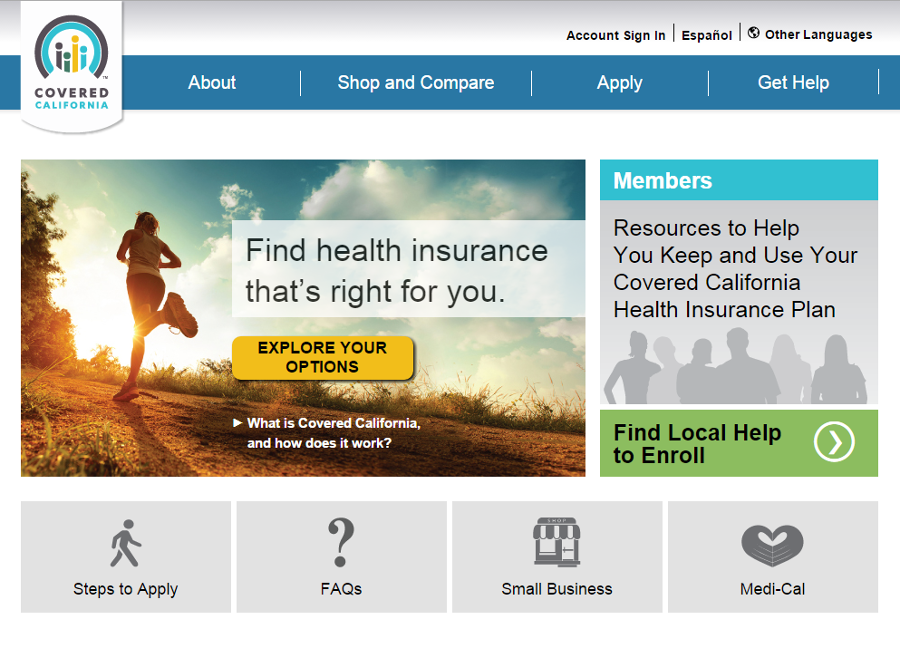 Account Sign In
Español
Other Languages
COVERED
CALIFORNIA
About
Shop and Compare
Apply
Get Help
Find health insurance
that's right for you.
EXPLORE YOUR
OPTIONS
What is Covered California,
and how does it work?
Members
Resources to Help
You Keep and Use Your
Covered California
Health Insurance Plan
Find Local Help
to Enroll
Steps to Apply
FAQs
SHOP
Small Business
Medi-Cal